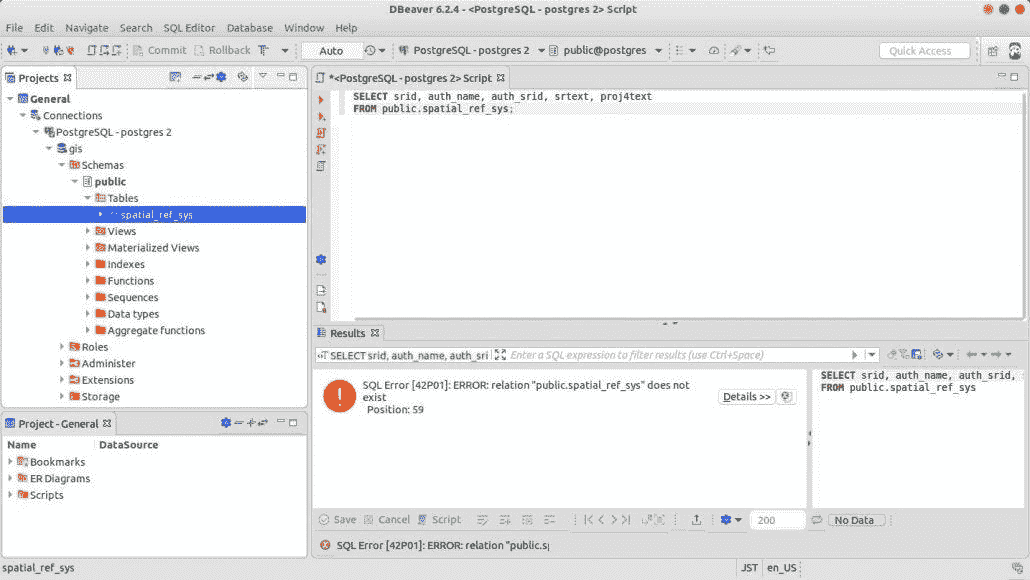 DBeaver 6.2.4 - <PostgreSQL - postgres 2> Script
File Edit Navigate Search SQL Editor Database Window Help
Commit Rollback Auto PostgreSQL - postgres 2 public@postgres Quick Access
Projects
General
Connections
PostgreSQL - postgres 2
gis
Schemas
public
Tables
spatial_ref_sys
Views
Materialized Views
Indexes
Functions
Sequences
Data types
Aggregate functions
Roles
Administer
Extensions
Storage
Project - General
Name DataSource
Bookmarks
ER Diagrams
Scripts
*<PostgreSQL - postgres 2> Script
SELECT srid, auth_name, auth_srid, srtext, proj4text
FROM public.spatial_ref_sys;
Results
SELECT srid, auth_name, auth_sri Enter a SQL expression to filter results (use Ctrl+Space)
SQL Error [42P01]: ERROR: relation "public.spatial_ref_sys" does not
exist
Position: 59
Details >>
SELECT srid, auth_name, auth_srid,
FROM public.spatial_ref_sys
Save Cancel Script 200 No Data
SQL Error [42P01]: ERROR: relation "public.s
spatial_ref_sys JST en_US